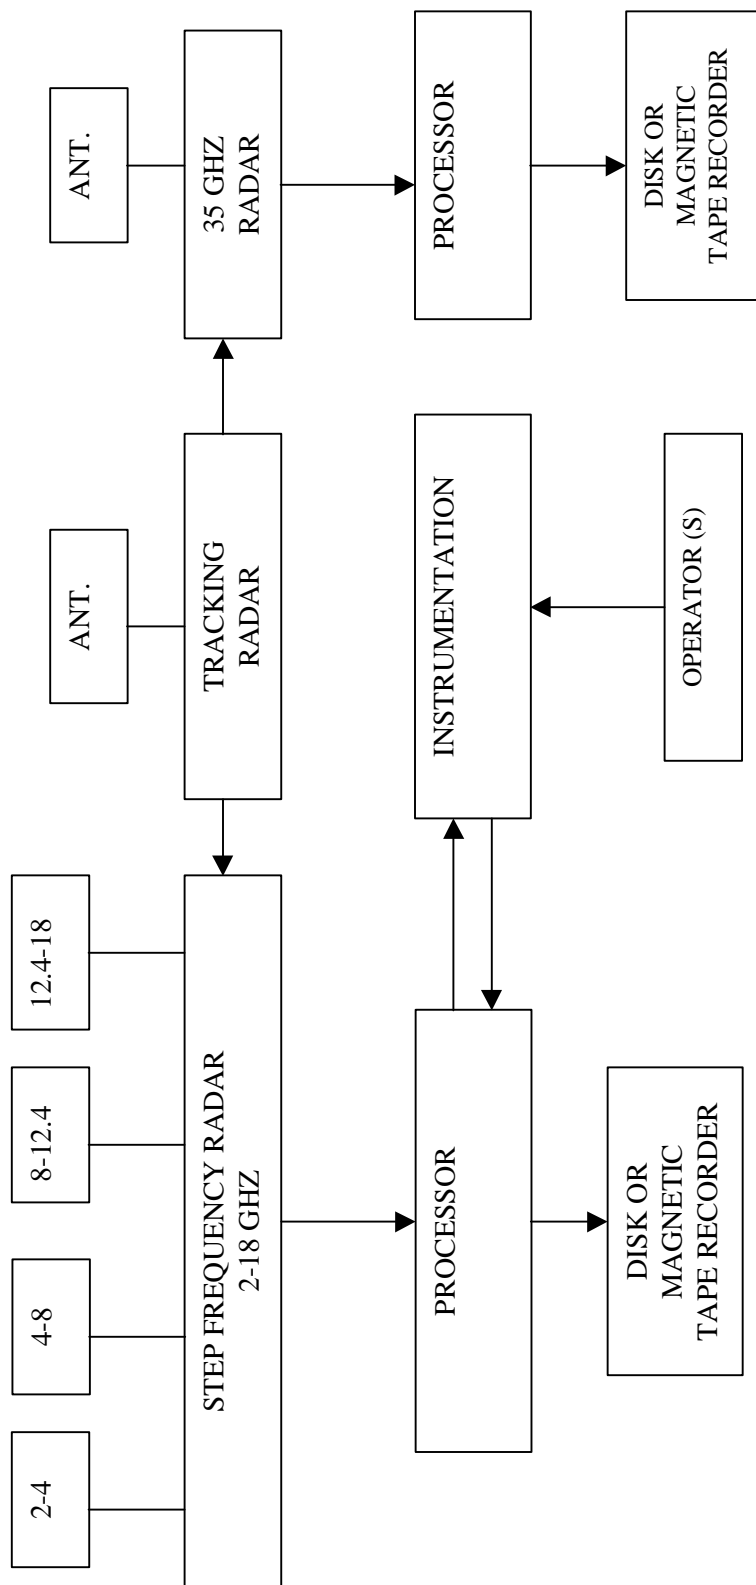 2-4
4-8
8-12.4
12.4-18
ANT.
ANT.
STEP FREQUENCY RADAR
2-18 GHZ
TRACKING
RADAR
35 GHZ
RADAR
PROCESSOR
INSTRUMENTATION
PROCESSOR
DISK OR
MAGNETIC
TAPE RECORDER
OPERATOR (S)
DISK OR
MAGNETIC
TAPE RECORDER